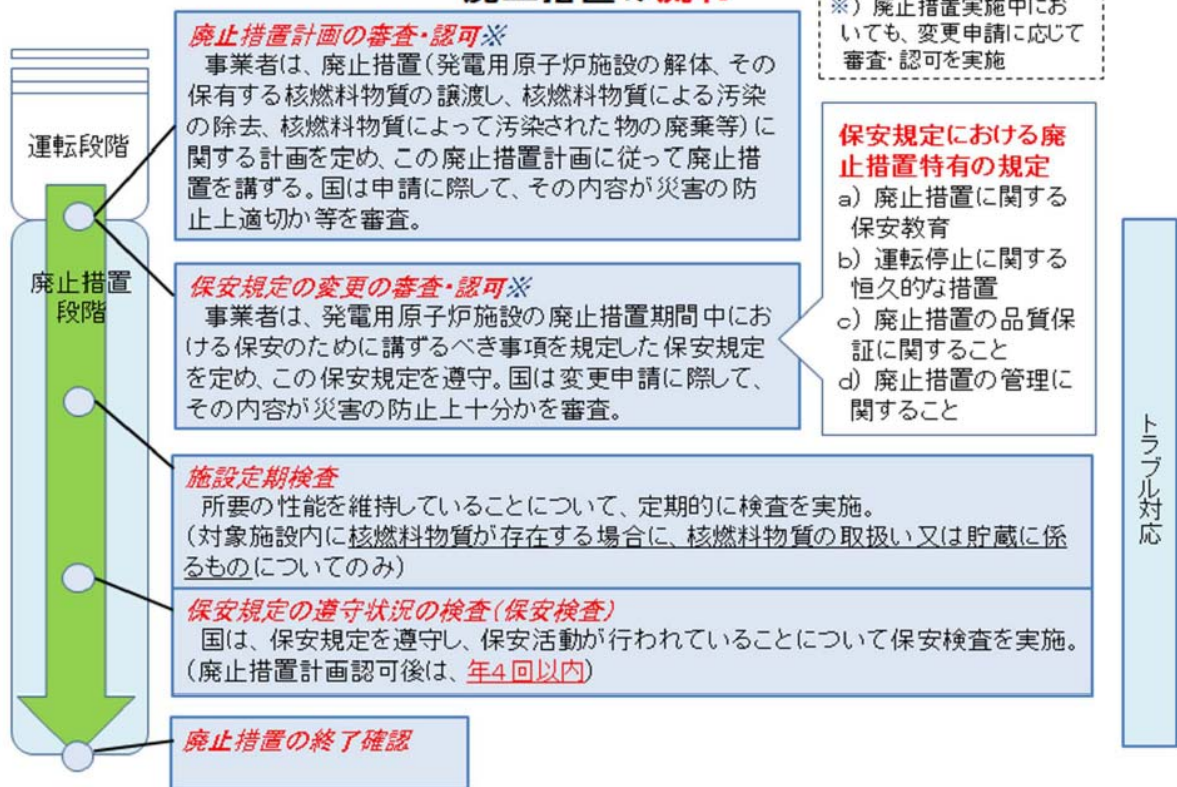 廃止措置の流れ
※）廃止措置実施中にお
いても、変更申請に応じて
審査・認可を実施
運転段階
廃止措置
段階
廃止措置計画の審査・認可※
事業者は、廃止措置（発電用原子炉施設の解体、その
保有する核燃料物質の譲渡し、核燃料物質による汚染
の除去、核燃料物質によって汚染された物の廃棄等）に
関する計画を定め、この廃止措置計画に従って廃止措
置を講ずる。国は申請に際して、その内容が災害の防
止上適切か等を審査。
保安規定の変更の審査・認可※
事業者は、発電用原子炉施設の廃止措置期間中にお
ける保安のために講ずるべき事項を規定した保安規定
を定め、この保安規定を遵守。国は変更申請に際して、
その内容が災害の防止上十分かを審査。
保安規定における廃
止措置特有の規定
a）廃止措置に関する
保安教育
b）運転停止に関する
恒久的な措置
c）廃止措置の品質保
証に関すること
d）廃止措置の管理に
関すること
施設定期検査
所要の性能を維持していることについて、定期的に検査を実施。
（対象施設内に核燃料物質が存在する場合に、核燃料物質の取扱い又は貯蔵に係
るものについてのみ）
保安規定の遵守状況の検査（保安検査）
国は、保安規定を遵守し、保安活動が行われていることについて保安検査を実施。
（廃止措置計画認可後は、年４回以内）
廃止措置の終了確認
トラブル対応